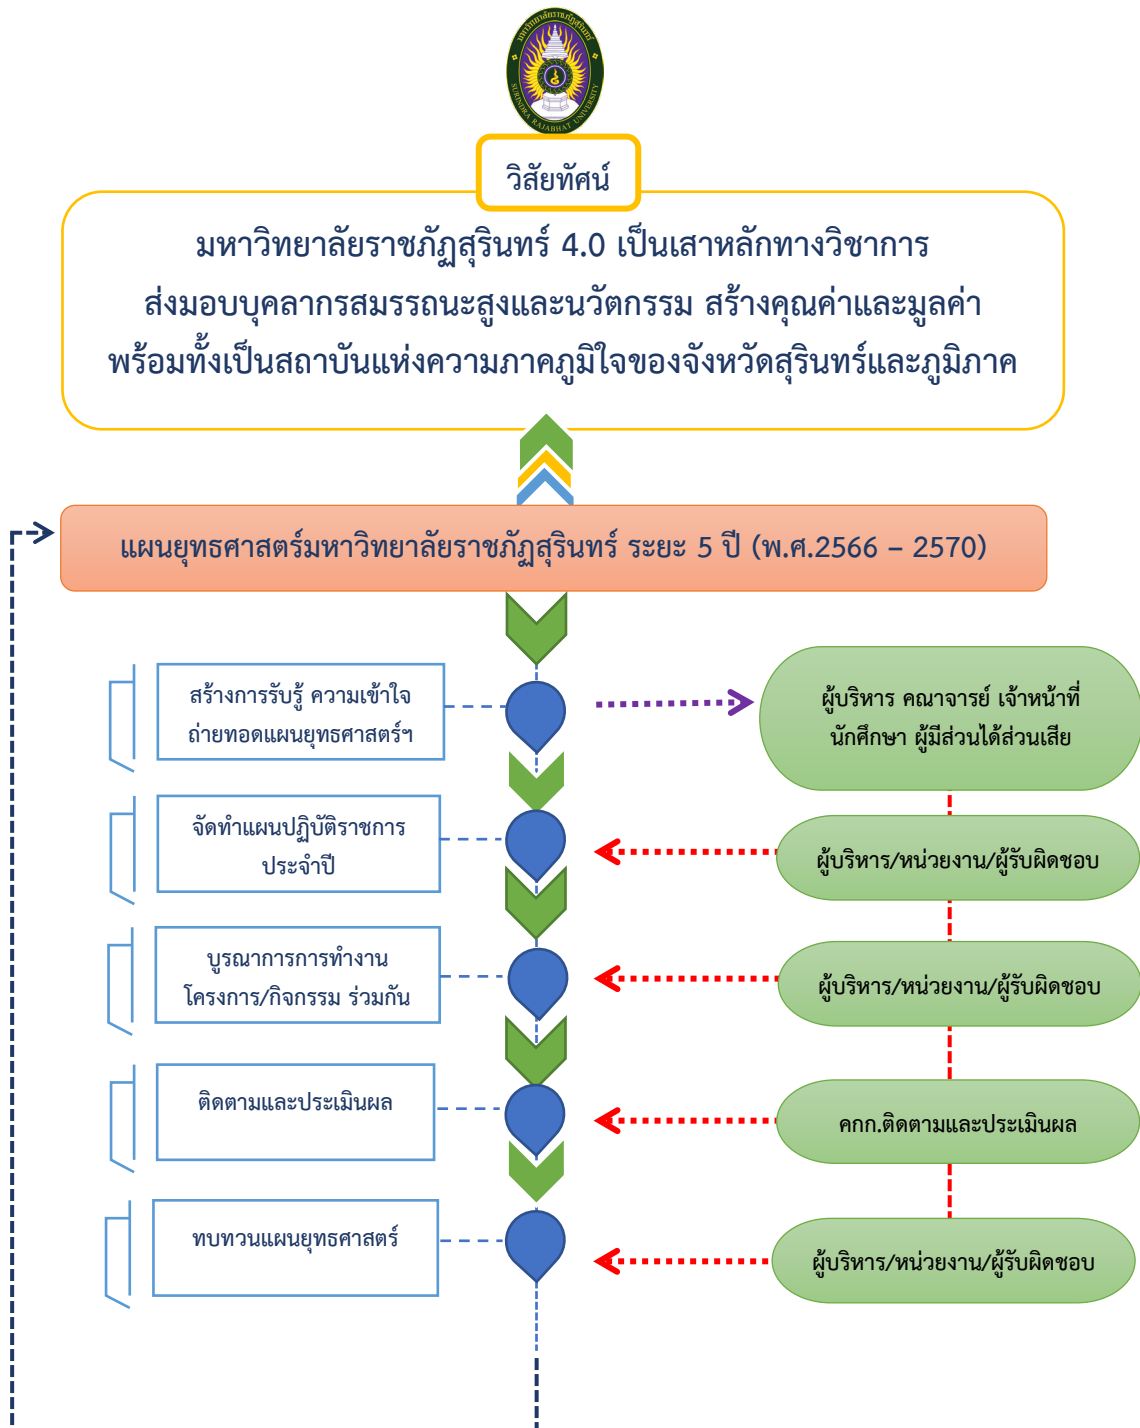 มหาวิทยาลัยราชภัฏสุรินทร์
SURINDRA RAJABHAT UNIVERSITY
วิสัยทัศน์
มหาวิทยาลัยราชภัฏสุรินทร์ 4.0 เป็นเสาหลักทางวิชาการ
ส่งมอบบุคลากรสมรรถนะสูงและนวัตกรรม สร้างคุณค่าและมูลค่า
พร้อมทั้งเป็นสถาบันแห่งความภาคภูมิใจของจังหวัดสุรินทร์และภูมิภาค
แผนยุทธศาสตร์มหาวิทยาลัยราชภัฏสุรินทร์ ระยะ 5 ปี (พ.ศ.2566 – 2570)
สร้างการรับรู้ ความเข้าใจ
ถ่ายทอดแผนยุทธศาสตร์ฯ
ผู้บริหาร คณาจารย์ เจ้าหน้าที่
นักศึกษา ผู้มีส่วนได้ส่วนเสีย
จัดทำแผนปฏิบัติราชการ
ประจำปี
ผู้บริหาร/หน่วยงาน/ผู้รับผิดชอบ
บูรณาการการทำงาน
โครงการ/กิจกรรม ร่วมกัน
ผู้บริหาร/หน่วยงาน/ผู้รับผิดชอบ
ติดตามและประเมินผล
คกก.ติดตามและประเมินผล
ทบทวนแผนยุทธศาสตร์
ผู้บริหาร/หน่วยงาน/ผู้รับผิดชอบ